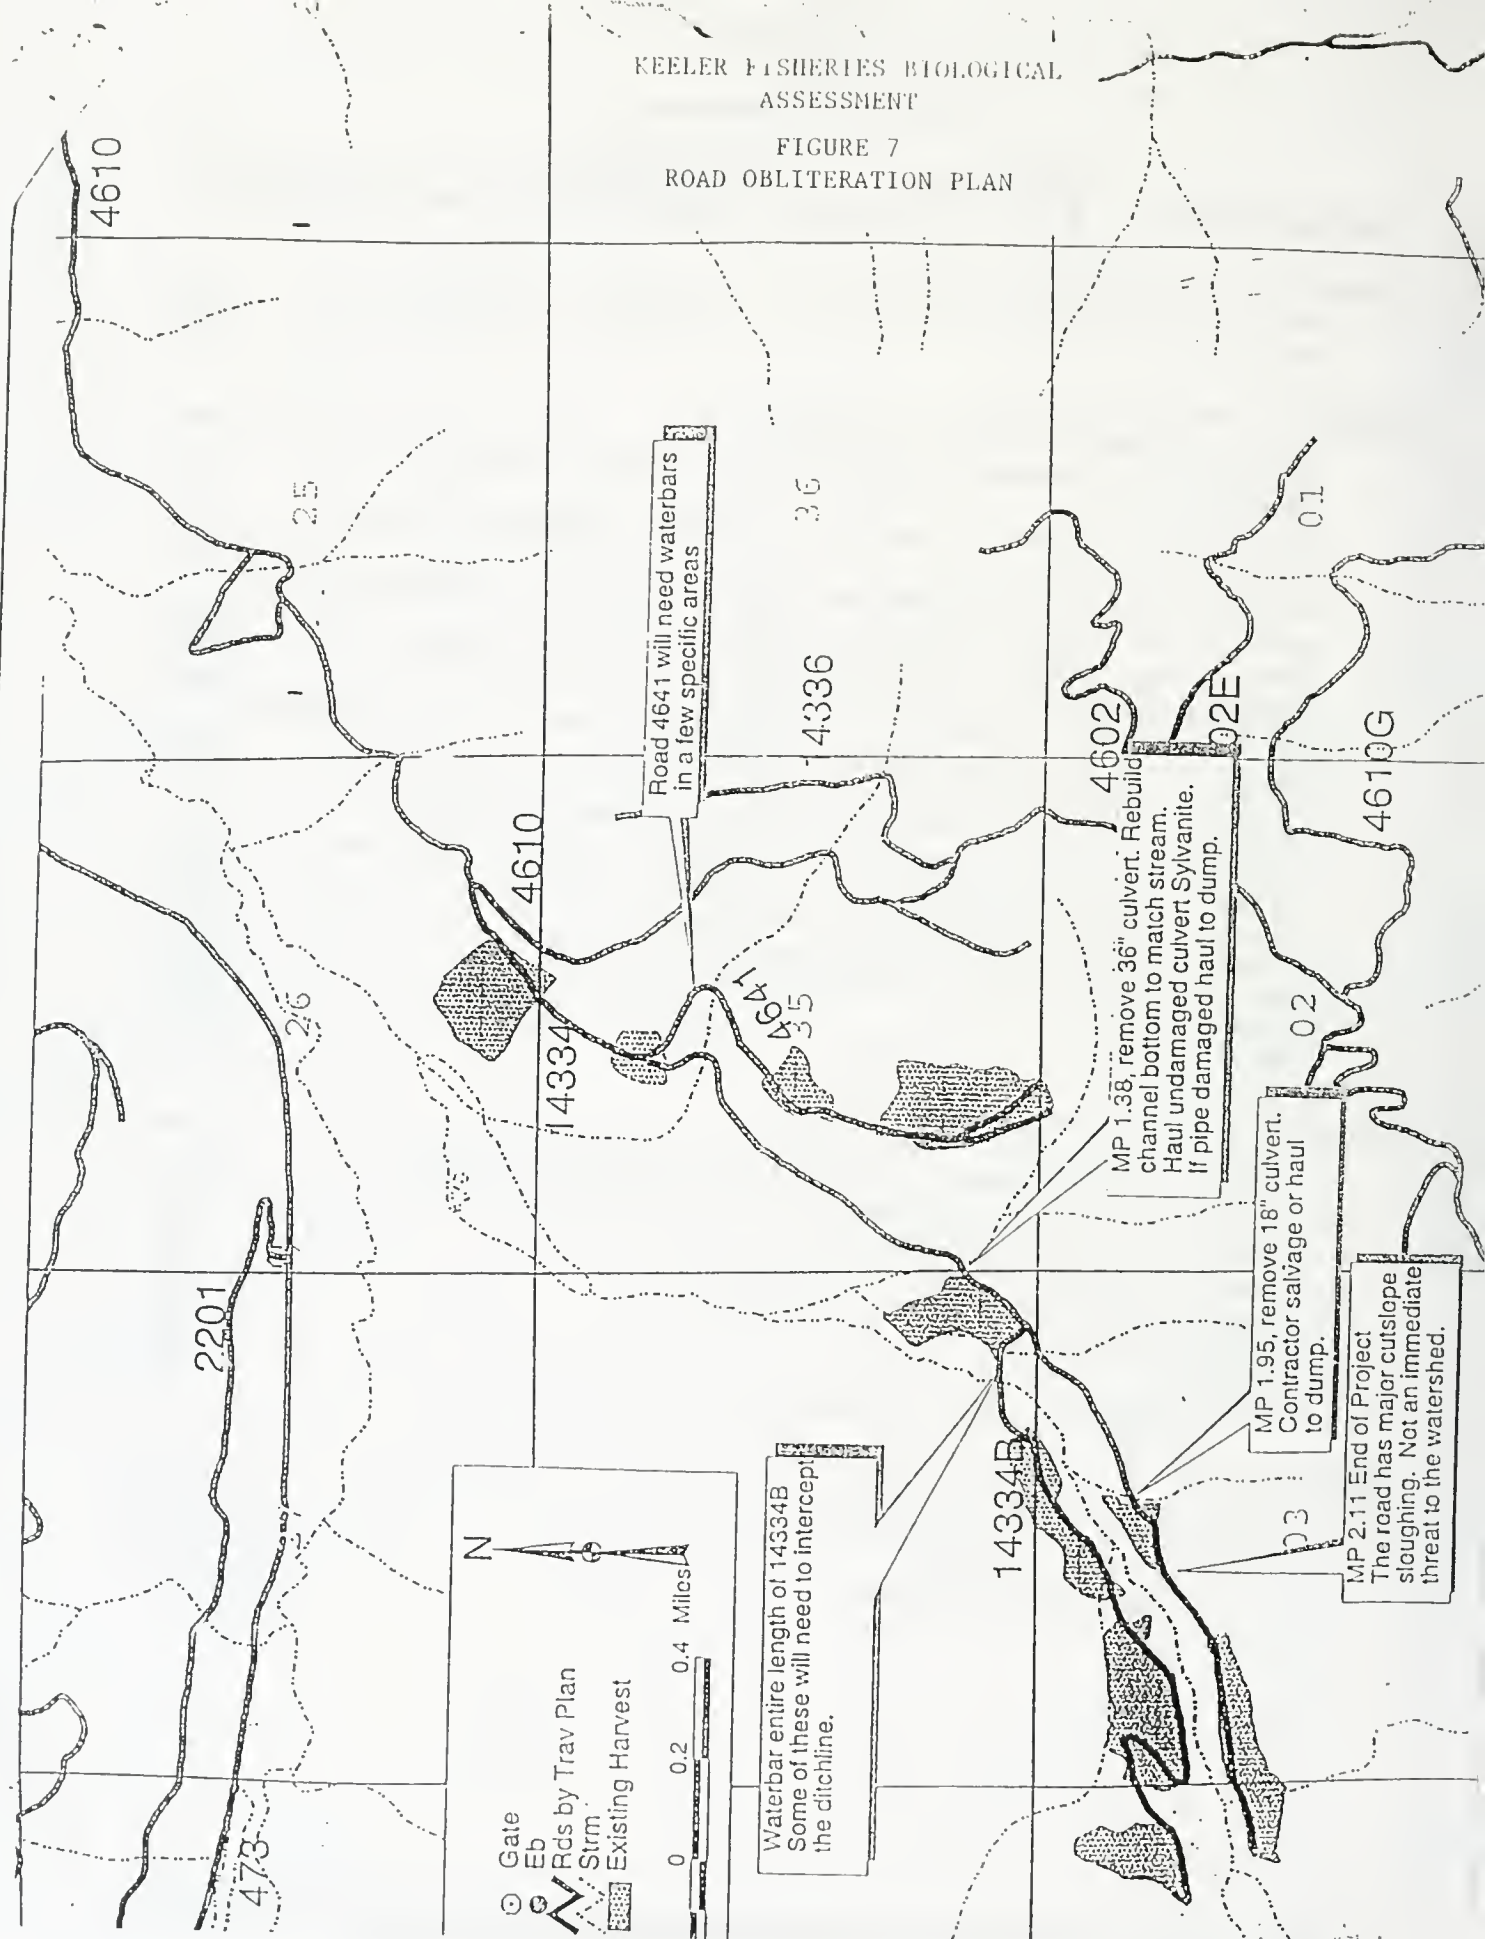 KEELER FISHERIES BIOLOGICAL
ASSESSMENT
FIGURE 7
ROAD OBLITERATION PLAN
4610
25
Road 4641 will need waterbars
in a few specific areas
36
14336
01
4602
02E
4610G
4610
MP 1.38, remove 36" culvert. Rebuild
channel bottom to match stream.
Haul undamaged culvert Sylvanite.
If pipe damaged haul to dump.
26
14334
4641
35
02
2201
MP 1.95, remove 18" culvert.
Contractor salvage or haul
to dump.
MP 2.11 End of Project
The road has major cutslope
sloughing. Not an immediate
threat to the watershed.
03
14334B
Waterbar entire length of 14334B
Some of these will need to intercept
the ditchline.
N
Gate
Eb
Rds by Trav Plan
Strm
Existing Harvest
0 0.2 0.4 Miles
473